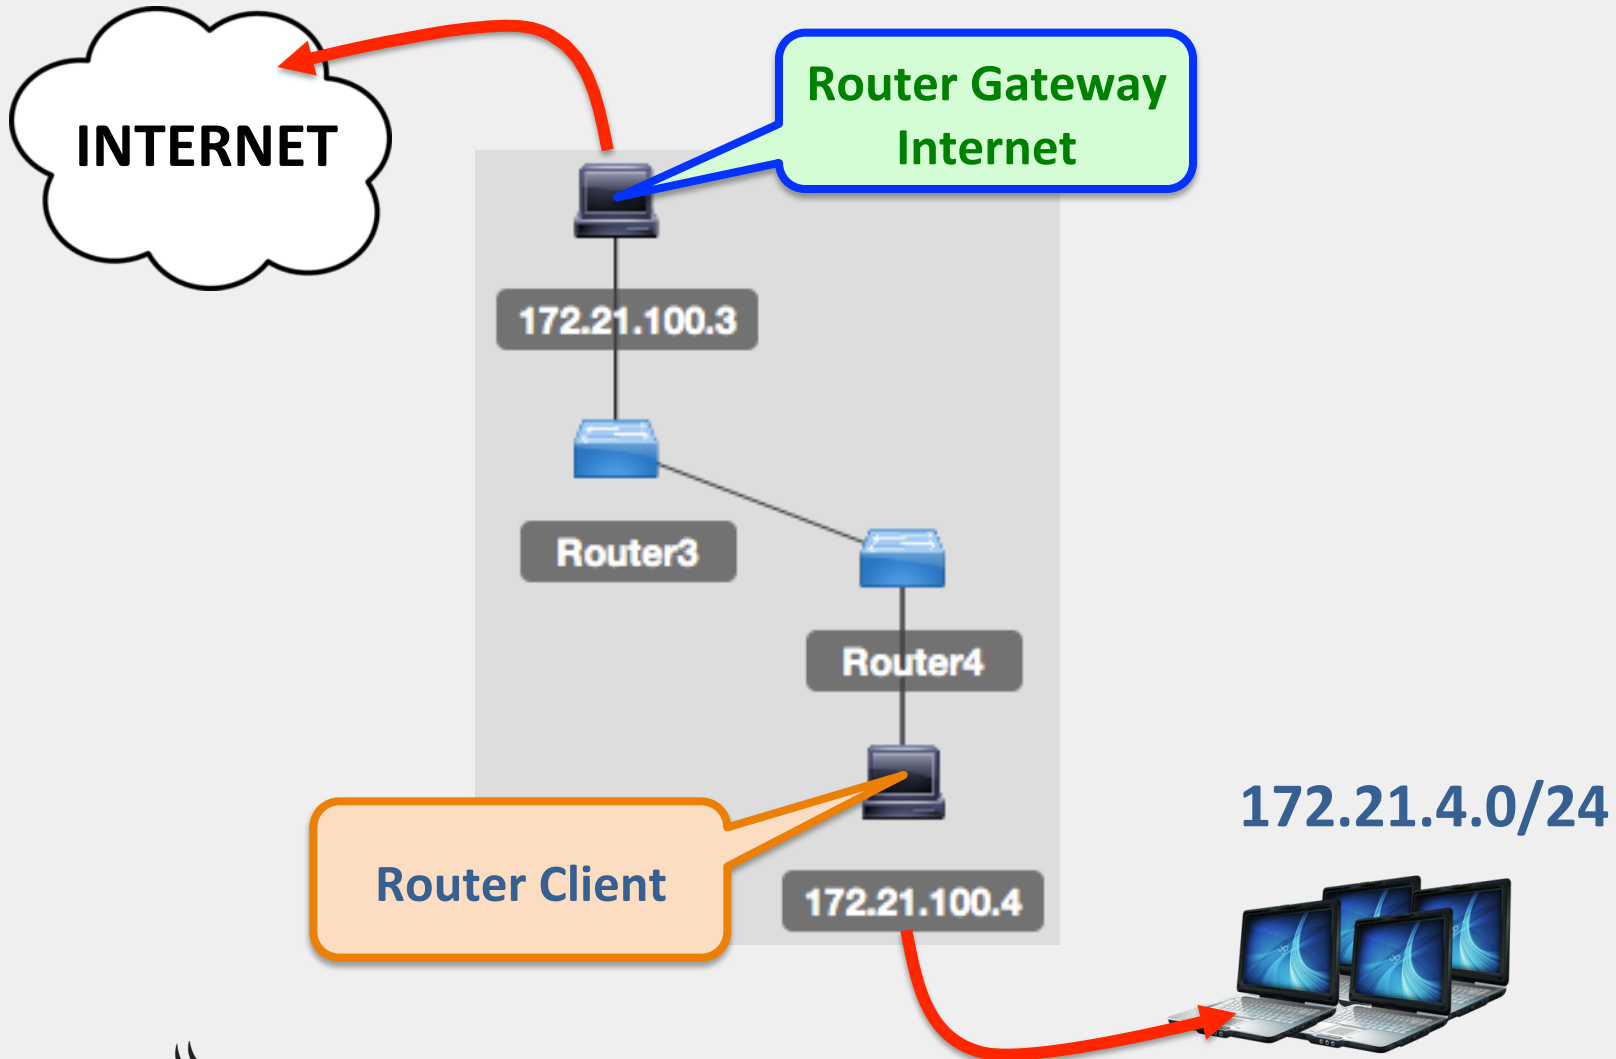 INTERNET
Router Gateway
Internet
172.21.100.3
Router3
Router4
172.21.4.0/24
Router Client
172.21.100.4